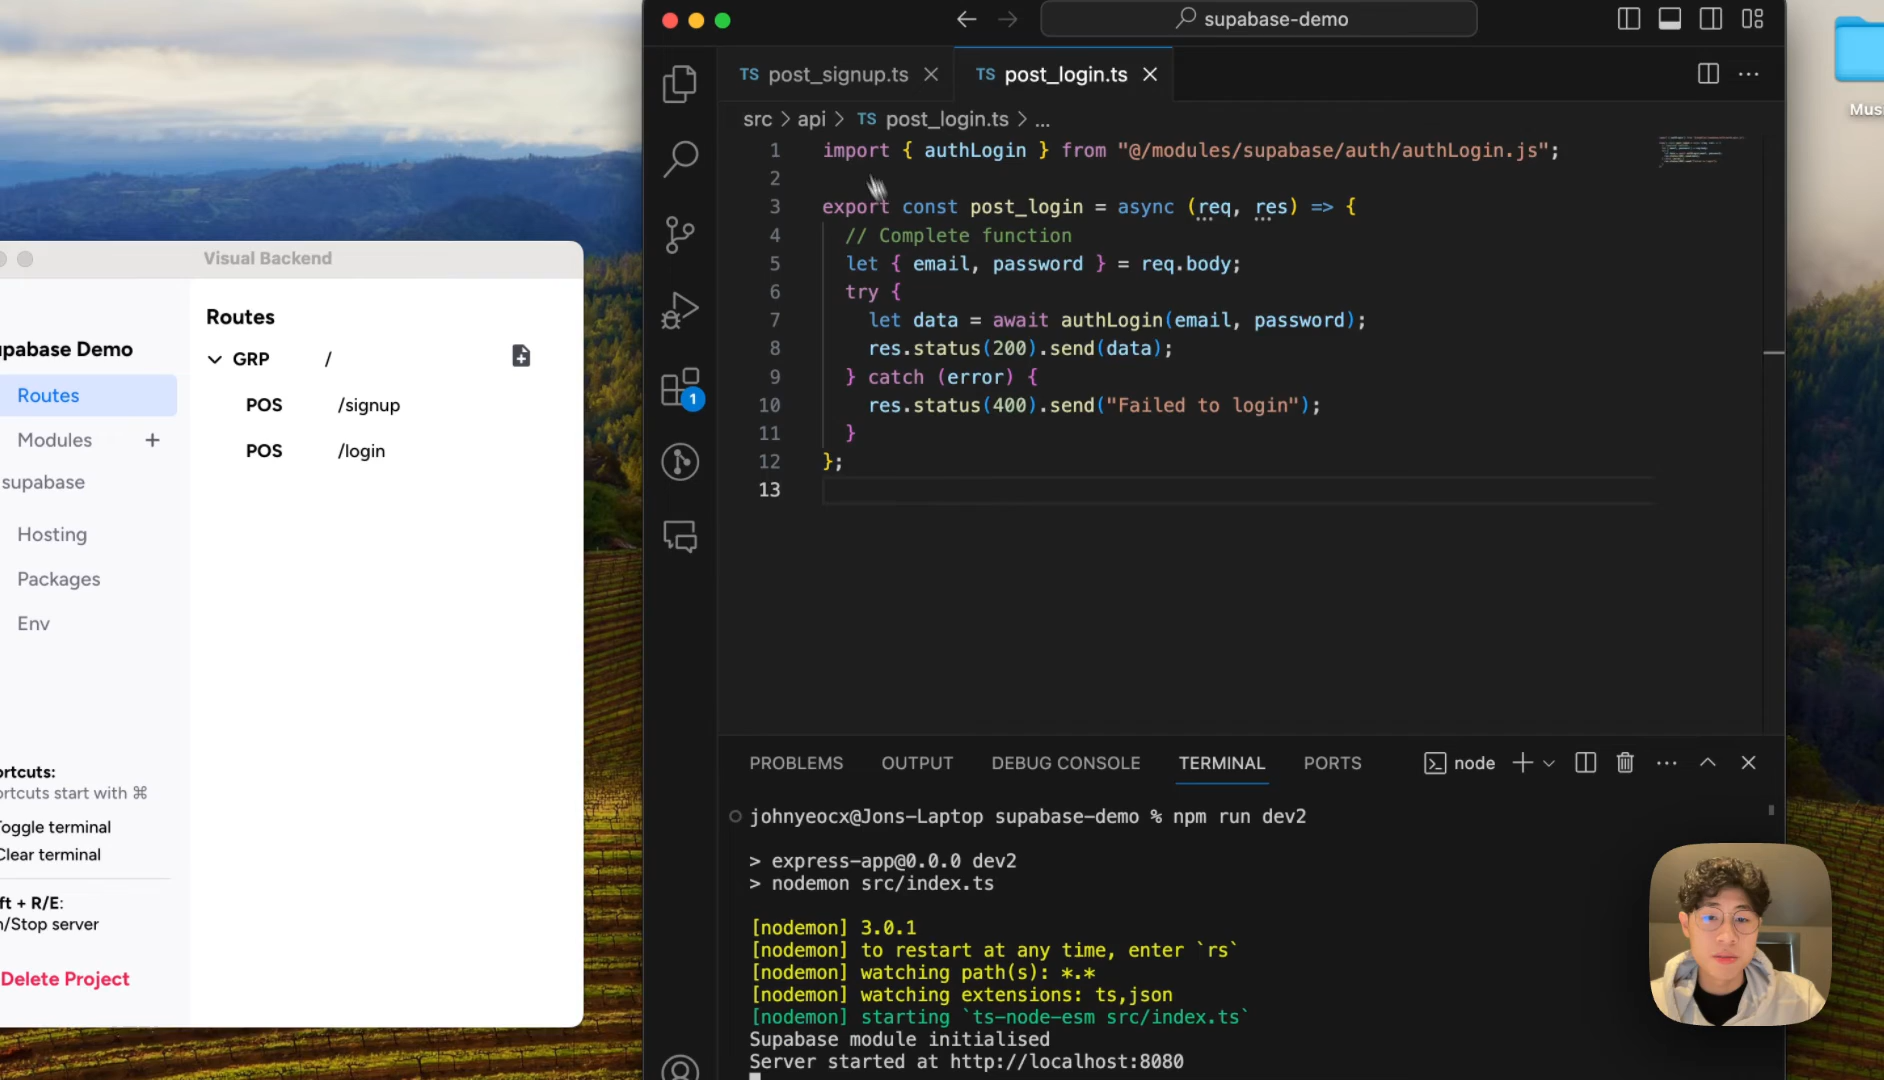 Visual Backend
upabase Demo
Routes
Modules +
supabase
Hosting
Packages
Env
ortcuts:
ortcuts start with ⌘
Toggle terminal
Clear terminal
ft + R/E:
n/Stop server
Delete Project
Routes
GRP /
POS /signup
POS /login
supabase-demo
TS post_signup.ts
TS post_login.ts
src > api > TS post_login.ts > ...
1 import { authLogin } from "@/modules/supabase/auth/authLogin.js";
2
3 export const post_login = async (req, res) => {
4 // Complete function
5 let { email, password } = req.body;
6 try {
7 let data = await authLogin(email, password);
8 res.status(200).send(data);
9 } catch (error) {
10 res.status(400).send("Failed to login");
11 }
12 };
13
1
PROBLEMS OUTPUT DEBUG CONSOLE TERMINAL PORTS node
johnyeocx@Jons-Laptop supabase-demo % npm run dev2
> express-app@0.0.0 dev2
> nodemon src/index.ts
[nodemon] 3.0.1
[nodemon] to restart at any time, enter `rs`
[nodemon] watching path(s): *.*
[nodemon] watching extensions: ts,json
[nodemon] starting `ts-node-esm src/index.ts`
Supabase module initialised
Server started at http://localhost:8080
Mus